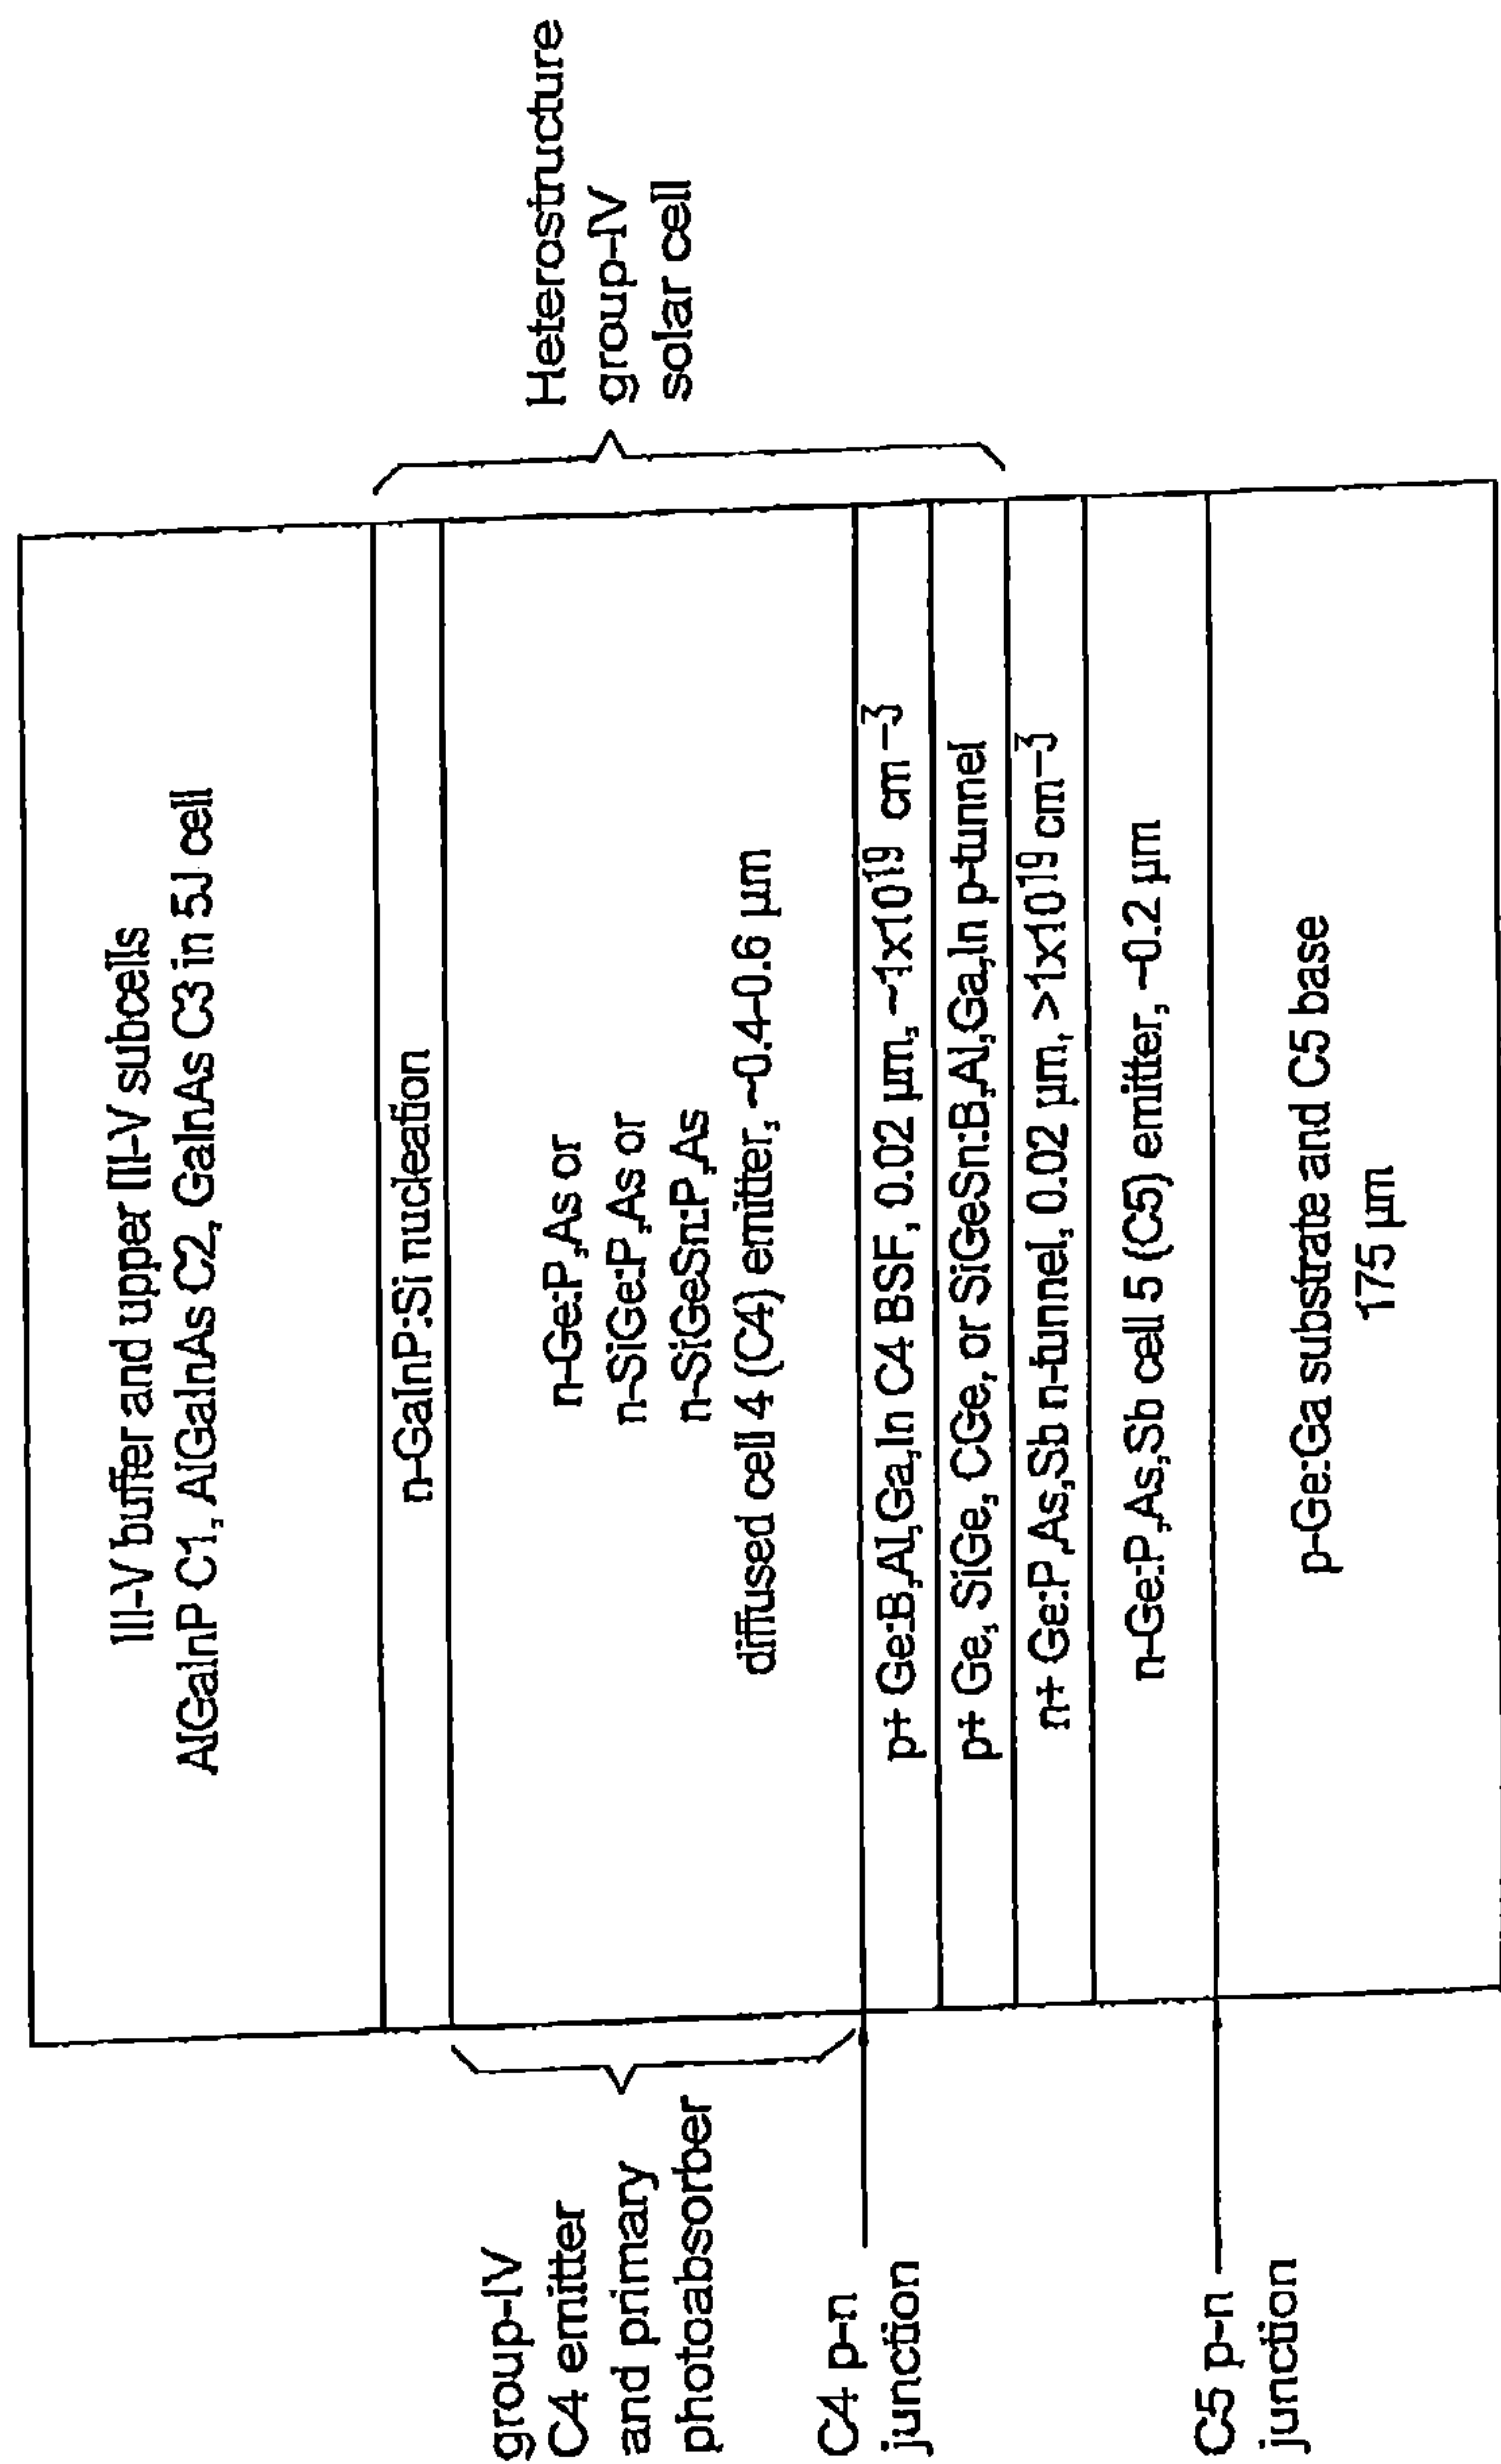 III-V buffer and upper III-V subcells
AlGaInP C1, AlGaInAs C2, GaInAs C3 in 5J cell
n-GaInP:Si nucleation
n-Ge:P,As or
n-SiGe:P,As or
n-SiGeSn:P,As
diffused cell 4 (C4) emitter, ~0.4-0.6 µm
p+ Ge:B,Al,Ga,In C4 BSF, 0.02 µm, ~1x10¹⁹ cm⁻³
p+ Ge, SiGe, CGe, or SiGeSn:B,Al,Ga,In p-tunnel
n+ Ge:P,As,Sb n-tunnel, 0.02 µm, >1x10¹⁹ cm⁻³
n-Ge:P,As,Sb cell 5 (C5) emitter, ~0.2 µm
p-Ge:Ga substrate and C5 base
175 µm
group-IV
C4 emitter
and primary
photoabsorber
C4 p-n
junction
C5 p-n
junction
Heterostructure
group-IV
solar cell